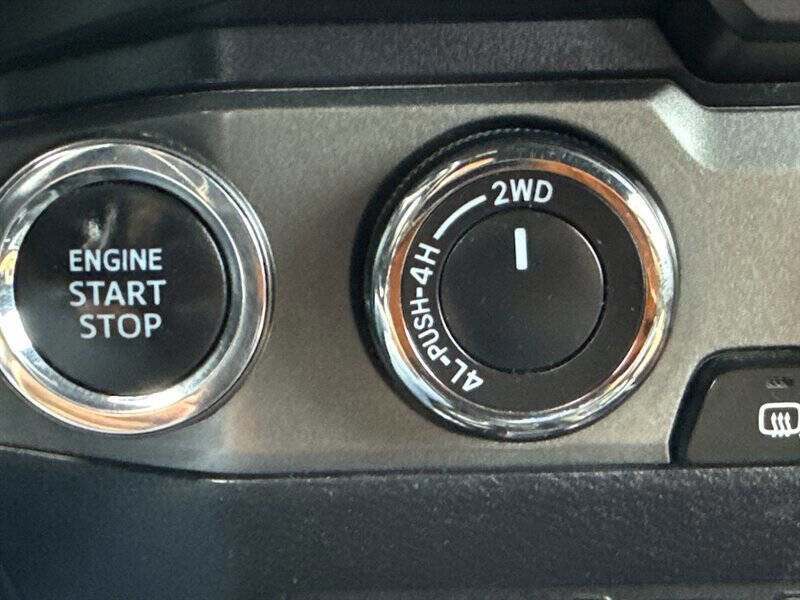 ENGINE
START
STOP
2WD
4L-PUSH-4H